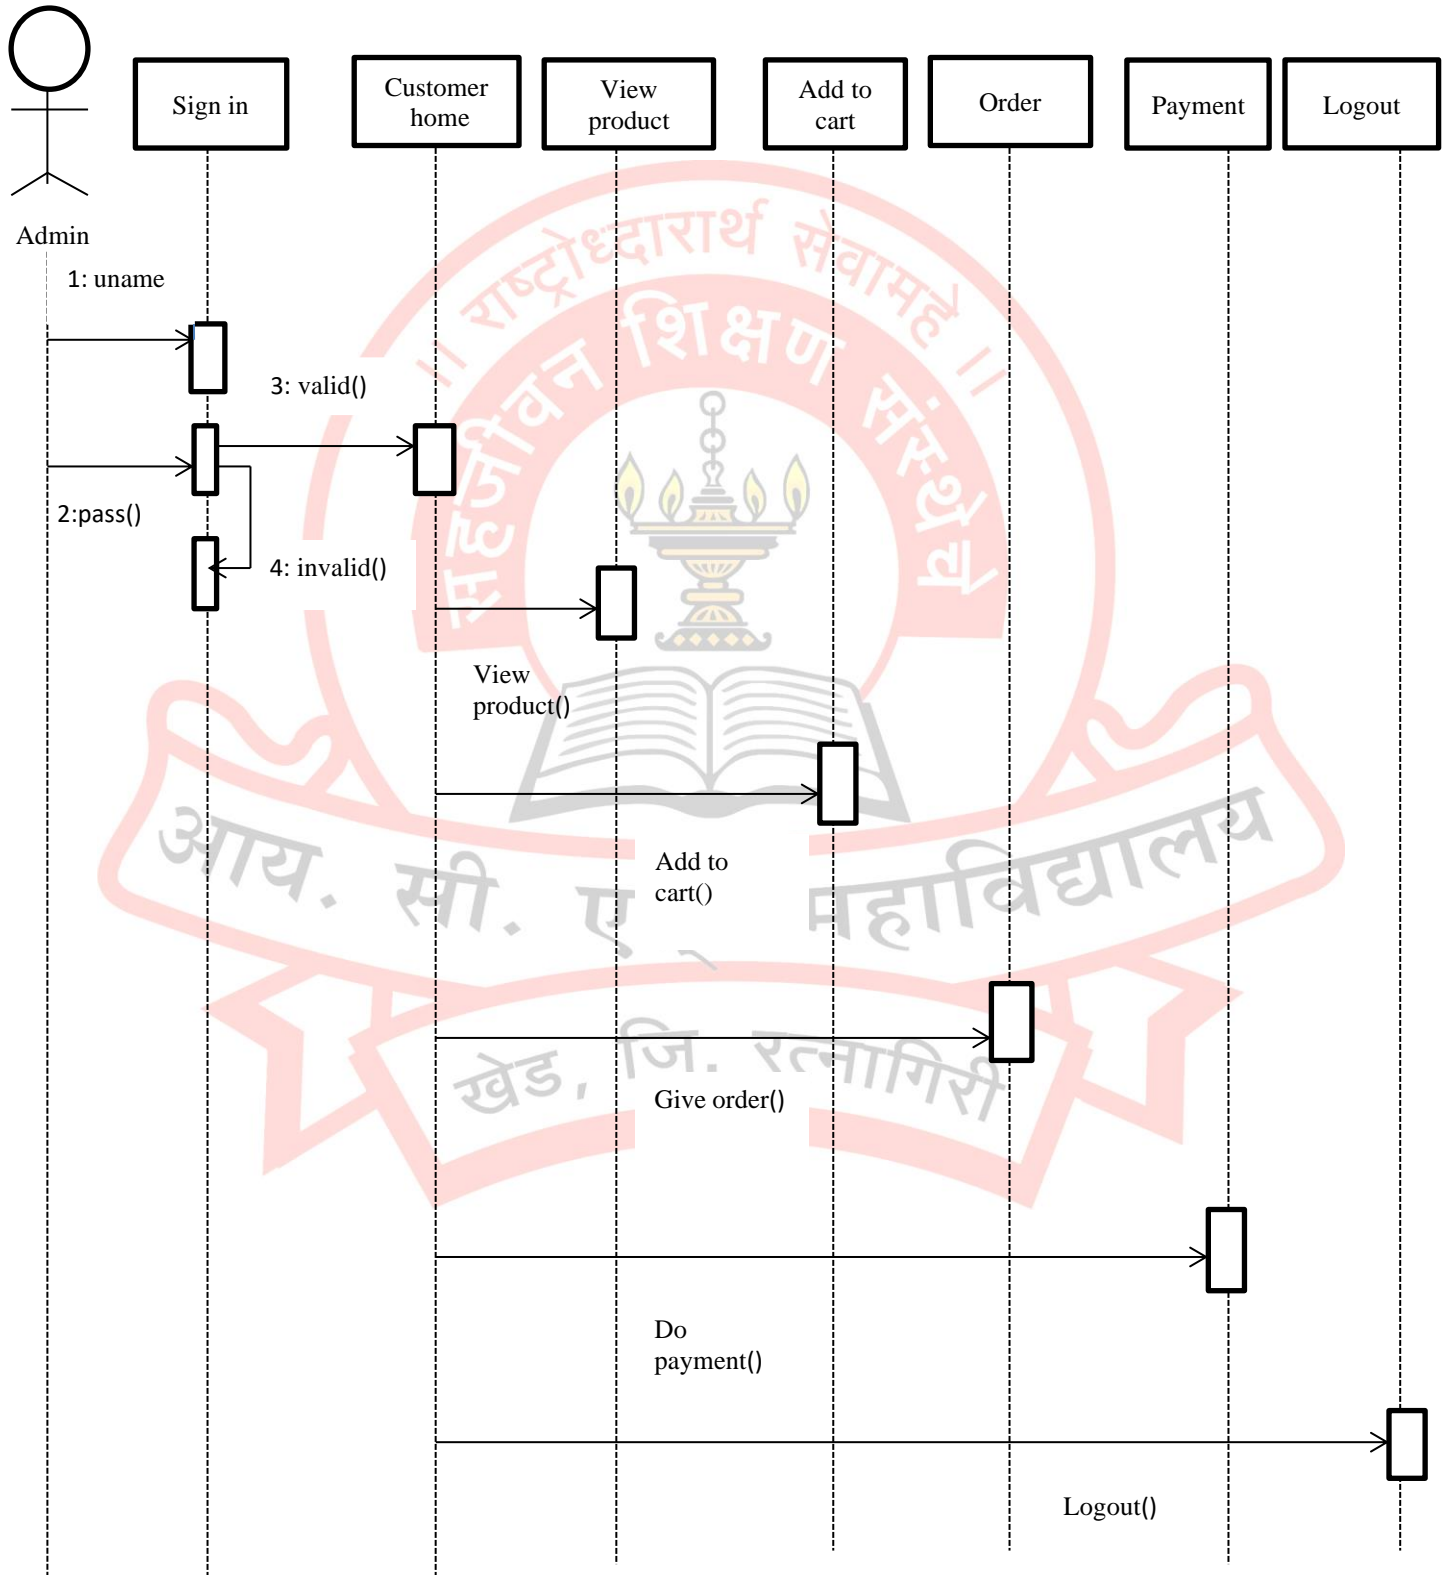 Sign in
Customer
home
View
product
Add to
cart
Order
Payment
Logout
Admin
1: uname
3: valid()
2:pass()
4: invalid()
View
product()
Add to
cart()
Give order()
Do
payment()
Logout()
।। राष्ट्रोध्दारार्थ सेवामहे ।।
सहजीवन शिक्षण संस्थेचे
आय. सी. ए महाविद्यालय
खेड, जि. रत्नागिरी